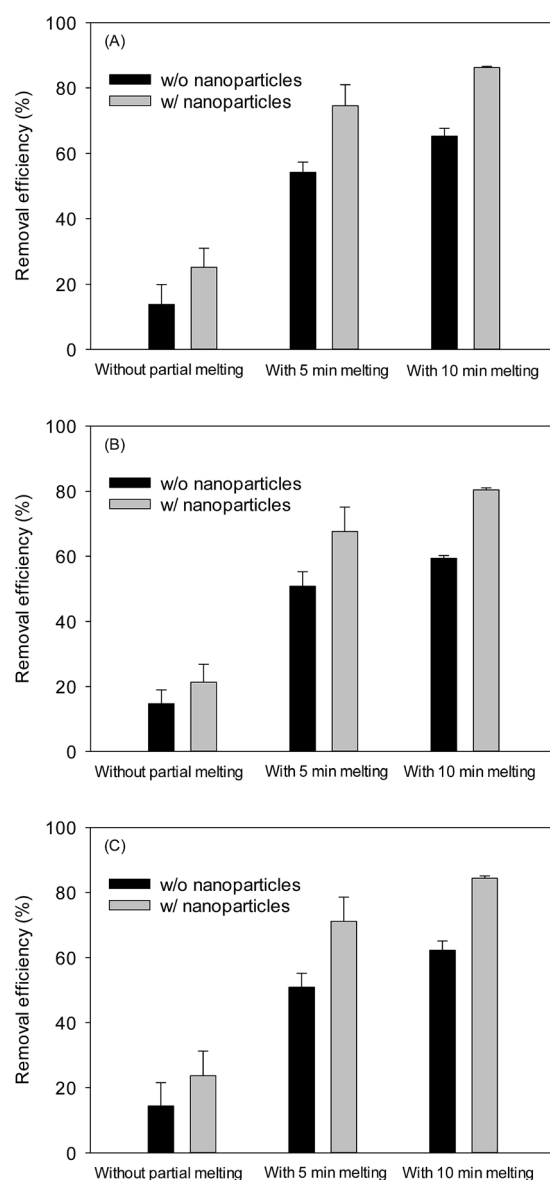 (A)
w/o nanoparticles
w/ nanoparticles
Removal efficiency (%)
100
80
60
40
20
0
Without partial melting
With 5 min melting
With 10 min melting
(B)
w/o nanoparticles
w/ nanoparticles
Removal efficiency (%)
100
80
60
40
20
0
Without partial melting
With 5 min melting
With 10 min melting
(C)
w/o nanoparticles
w/ nanoparticles
Removal efficiency (%)
100
80
60
40
20
0
Without partial melting
With 5 min melting
With 10 min melting